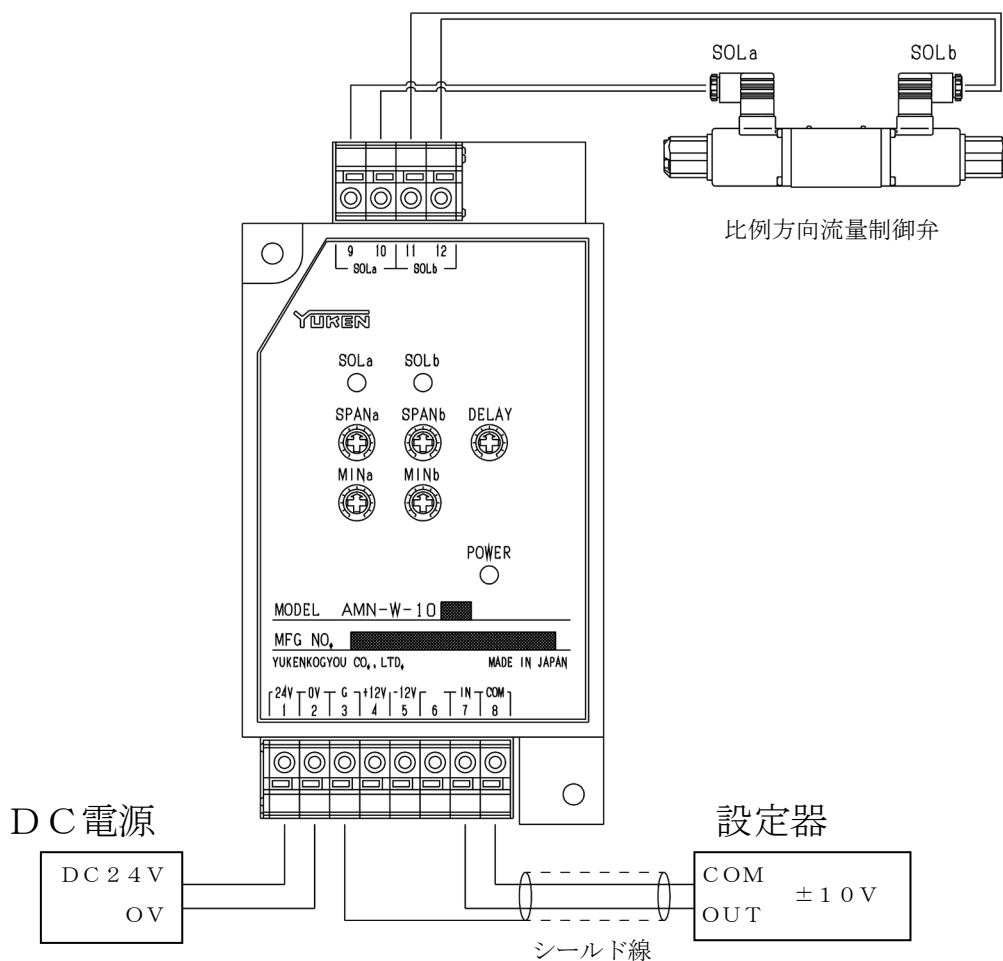 SOLa SOLb
比例方向流量制御弁
9 10 11 12
SOLa SOLb
YUKEN
SOLa SOLb
SPANa SPANb DELAY
MINa MINb
POWER
MODEL AMN-W-10
MFG NO.
YUKENKOGYOU CO., LTD. MADE IN JAPAN
24V 0V G +12V -12V IN COM
1 2 3 4 5 6 7 8
ＤＣ電源
ＤＣ２４Ｖ
０Ｖ
設定器
ＣＯＭ
±１０Ｖ
ＯＵＴ
シールド線